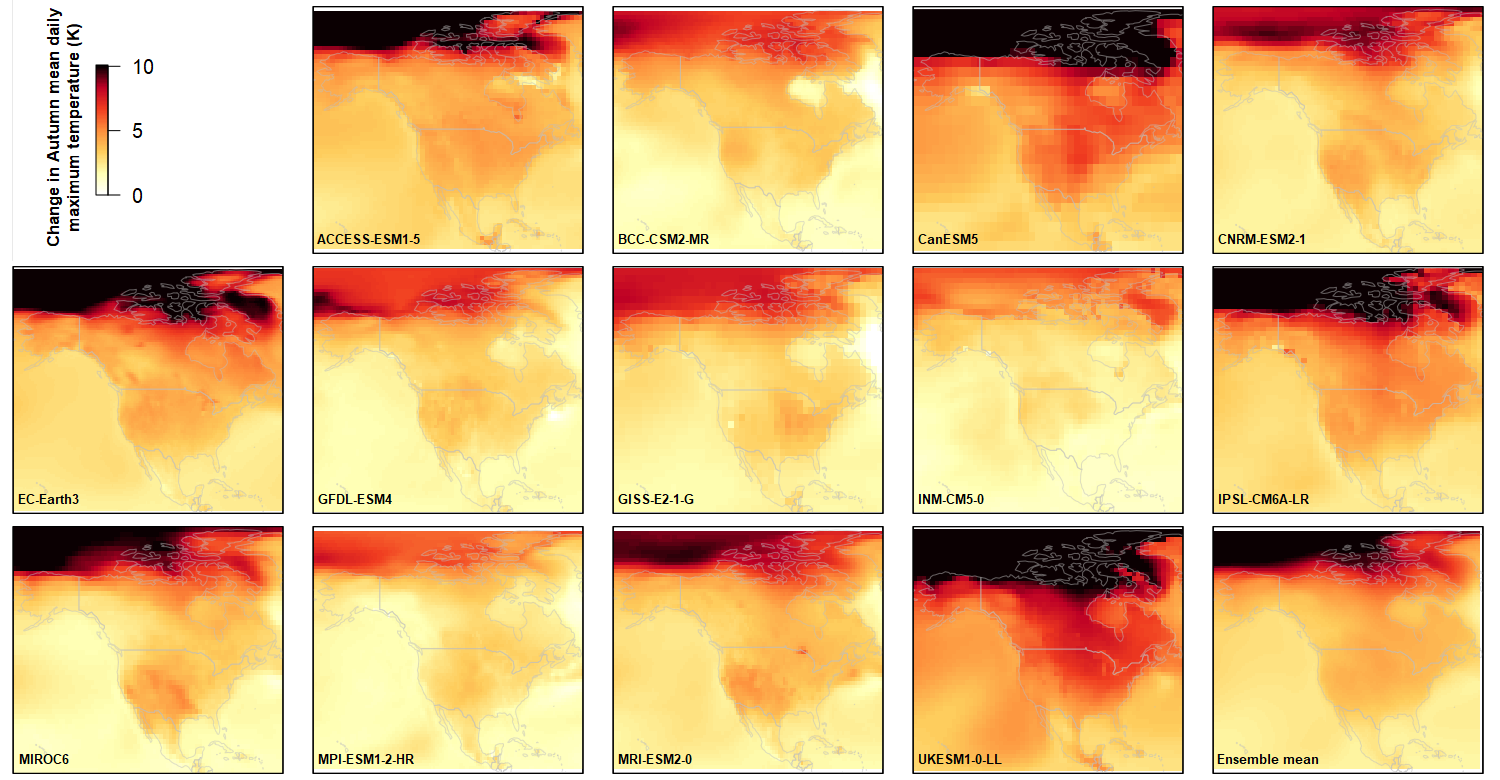 Change in Autumn mean daily
maximum temperature (K)
10
5
0
ACCESS-ESM1-5
BCC-CSM2-MR
CanESM5
CNRM-ESM2-1
EC-Earth3
GFDL-ESM4
GISS-E2-1-G
INM-CM5-0
IPSL-CM6A-LR
MIROC6
MPI-ESM1-2-HR
MRI-ESM2-0
UKESM1-0-LL
Ensemble mean